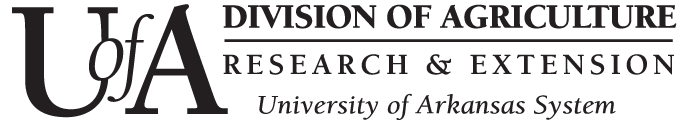 UofA
DIVISION OF AGRICULTURE
RESEARCH & EXTENSION
University of Arkansas System